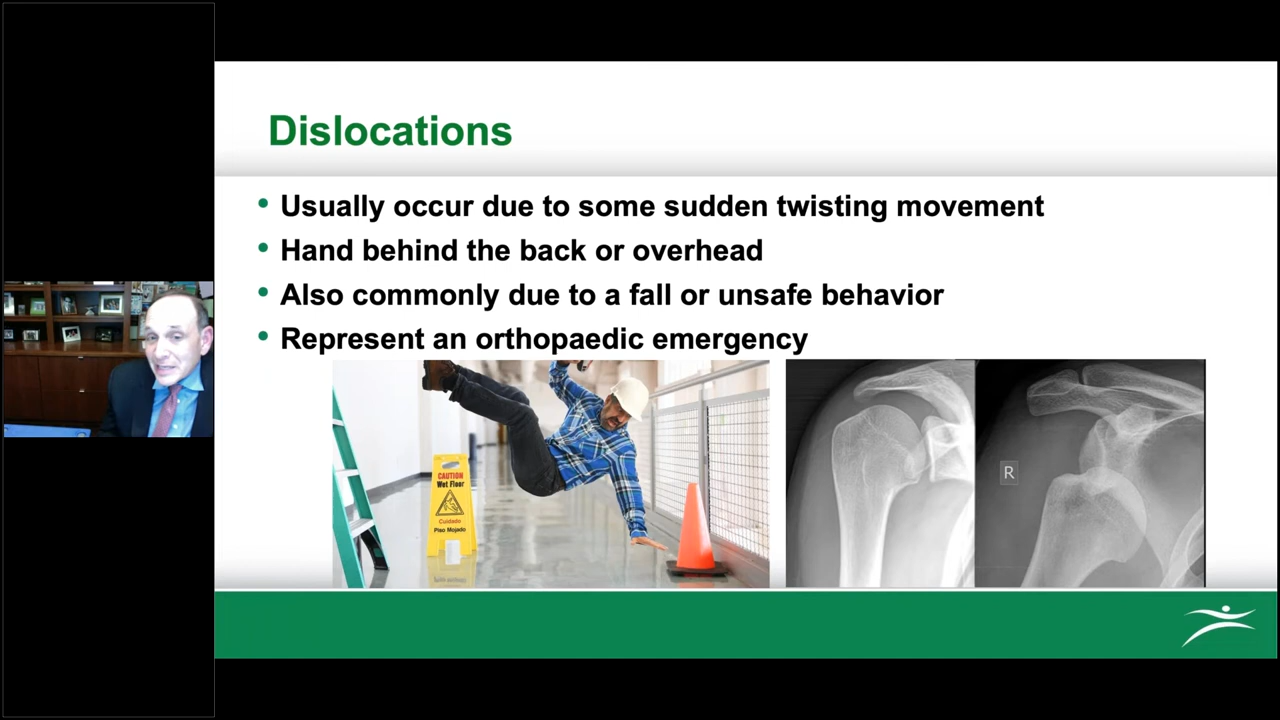 Dislocations
• Usually occur due to some sudden twisting movement
• Hand behind the back or overhead
• Also commonly due to a fall or unsafe behavior
• Represent an orthopaedic emergency
CAUTION
Wet Floor
Cuidado
Piso Mojado
R